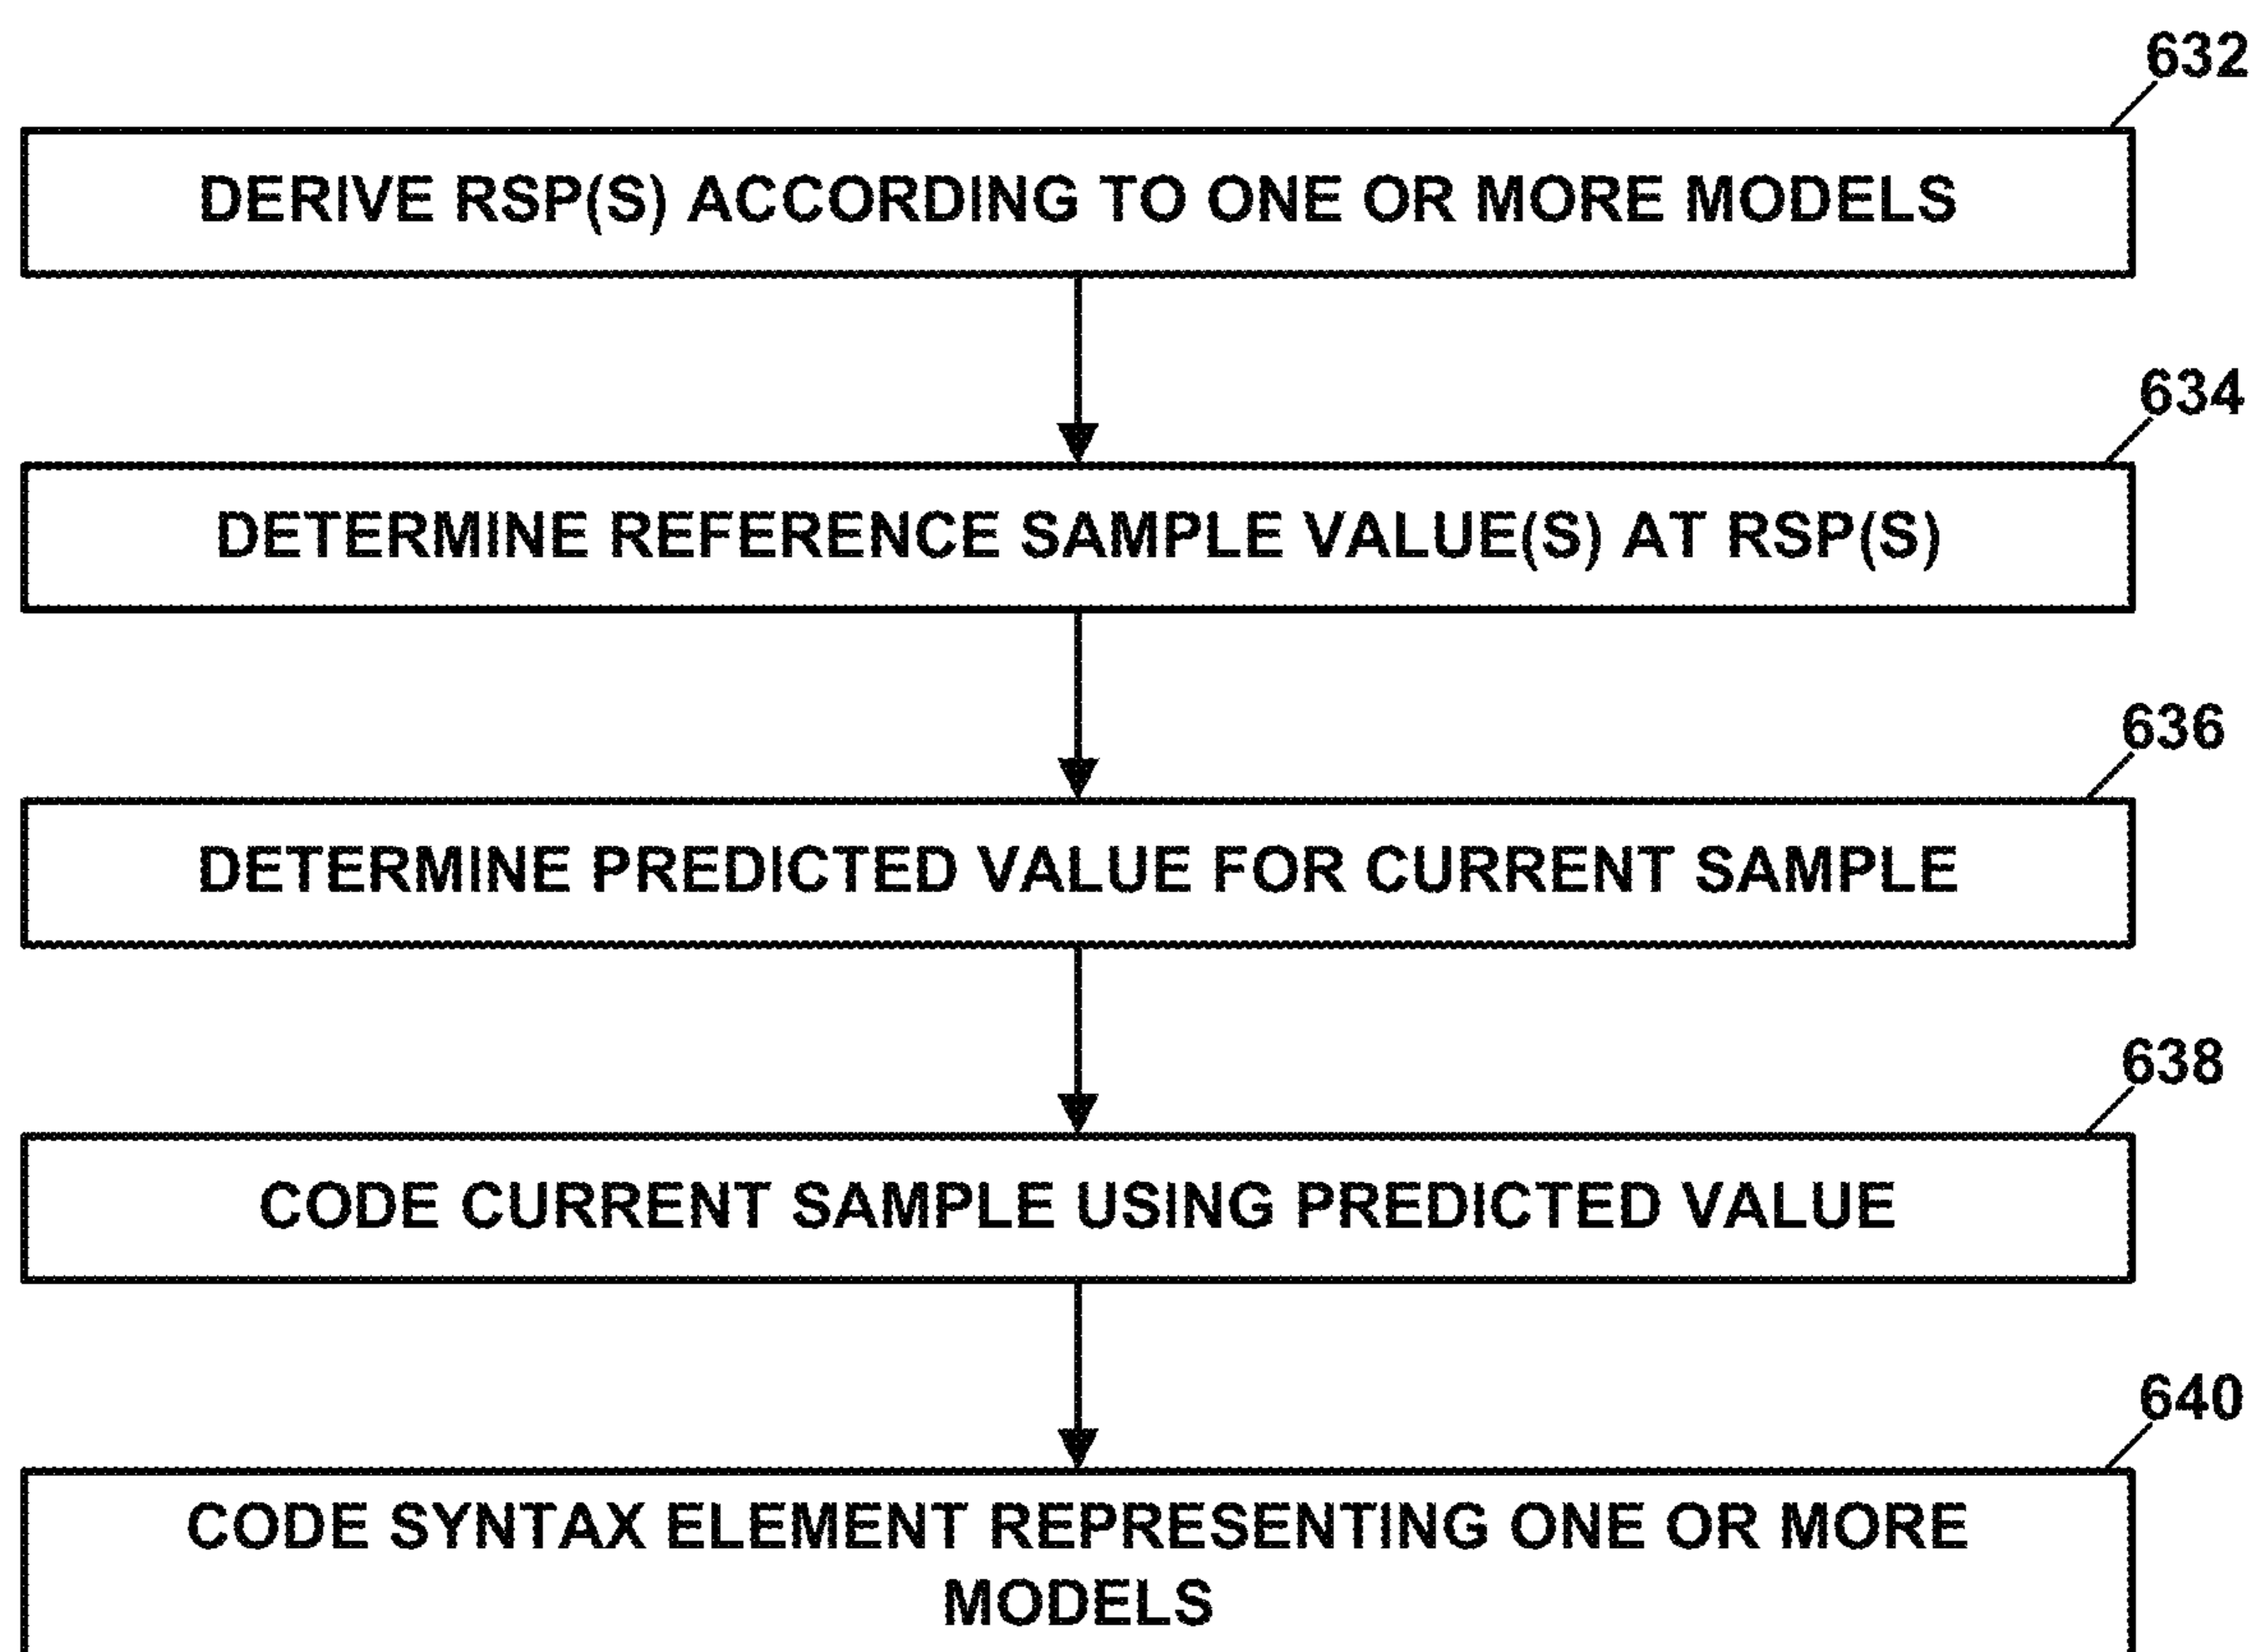 632
DERIVE RSP(S) ACCORDING TO ONE OR MORE MODELS
634
DETERMINE REFERENCE SAMPLE VALUE(S) AT RSP(S)
636
DETERMINE PREDICTED VALUE FOR CURRENT SAMPLE
638
CODE CURRENT SAMPLE USING PREDICTED VALUE
640
CODE SYNTAX ELEMENT REPRESENTING ONE OR MORE
MODELS